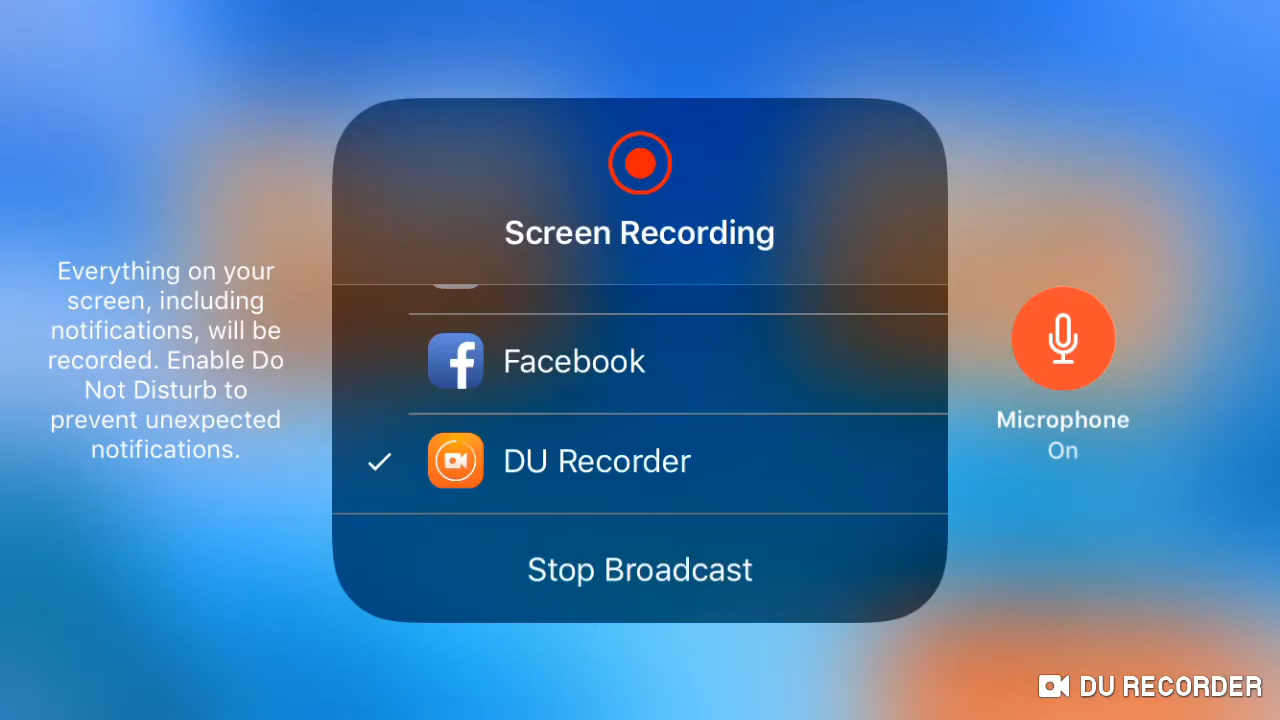 Screen Recording
Everything on your
screen, including
notifications, will be
recorded. Enable Do
Not Disturb to
prevent unexpected
notifications.
Facebook
DU Recorder
Stop Broadcast
Microphone
On
DU RECORDER